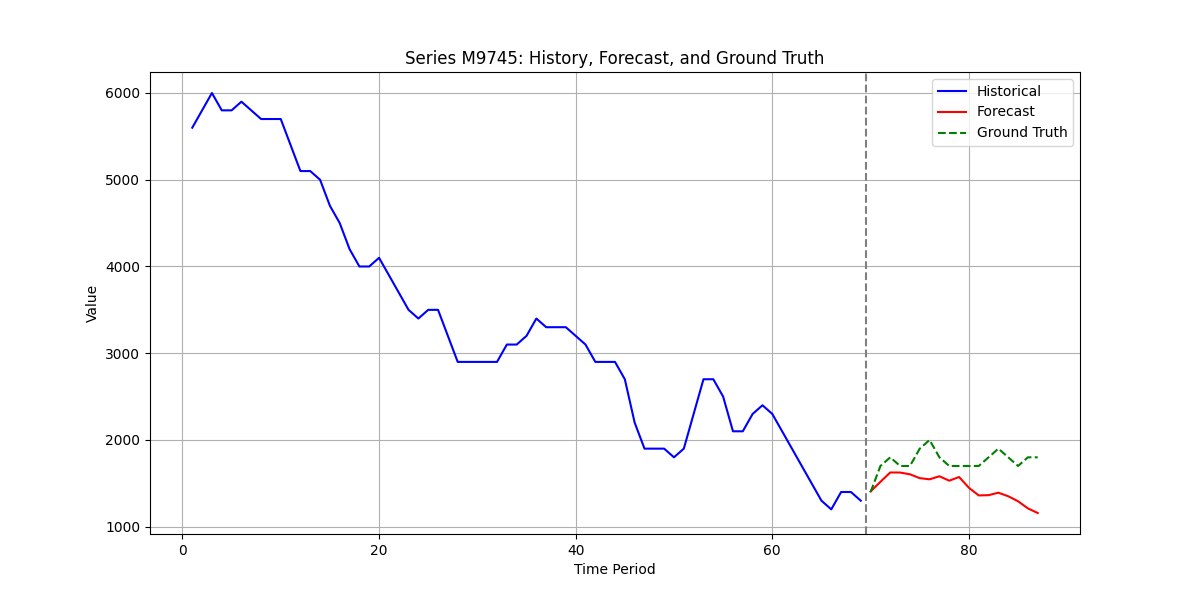 Series M9745: History, Forecast, and Ground Truth
Historical
Forecast
Ground Truth
Value
6000
5000
4000
3000
2000
1000
0
20
40
60
80
Time Period